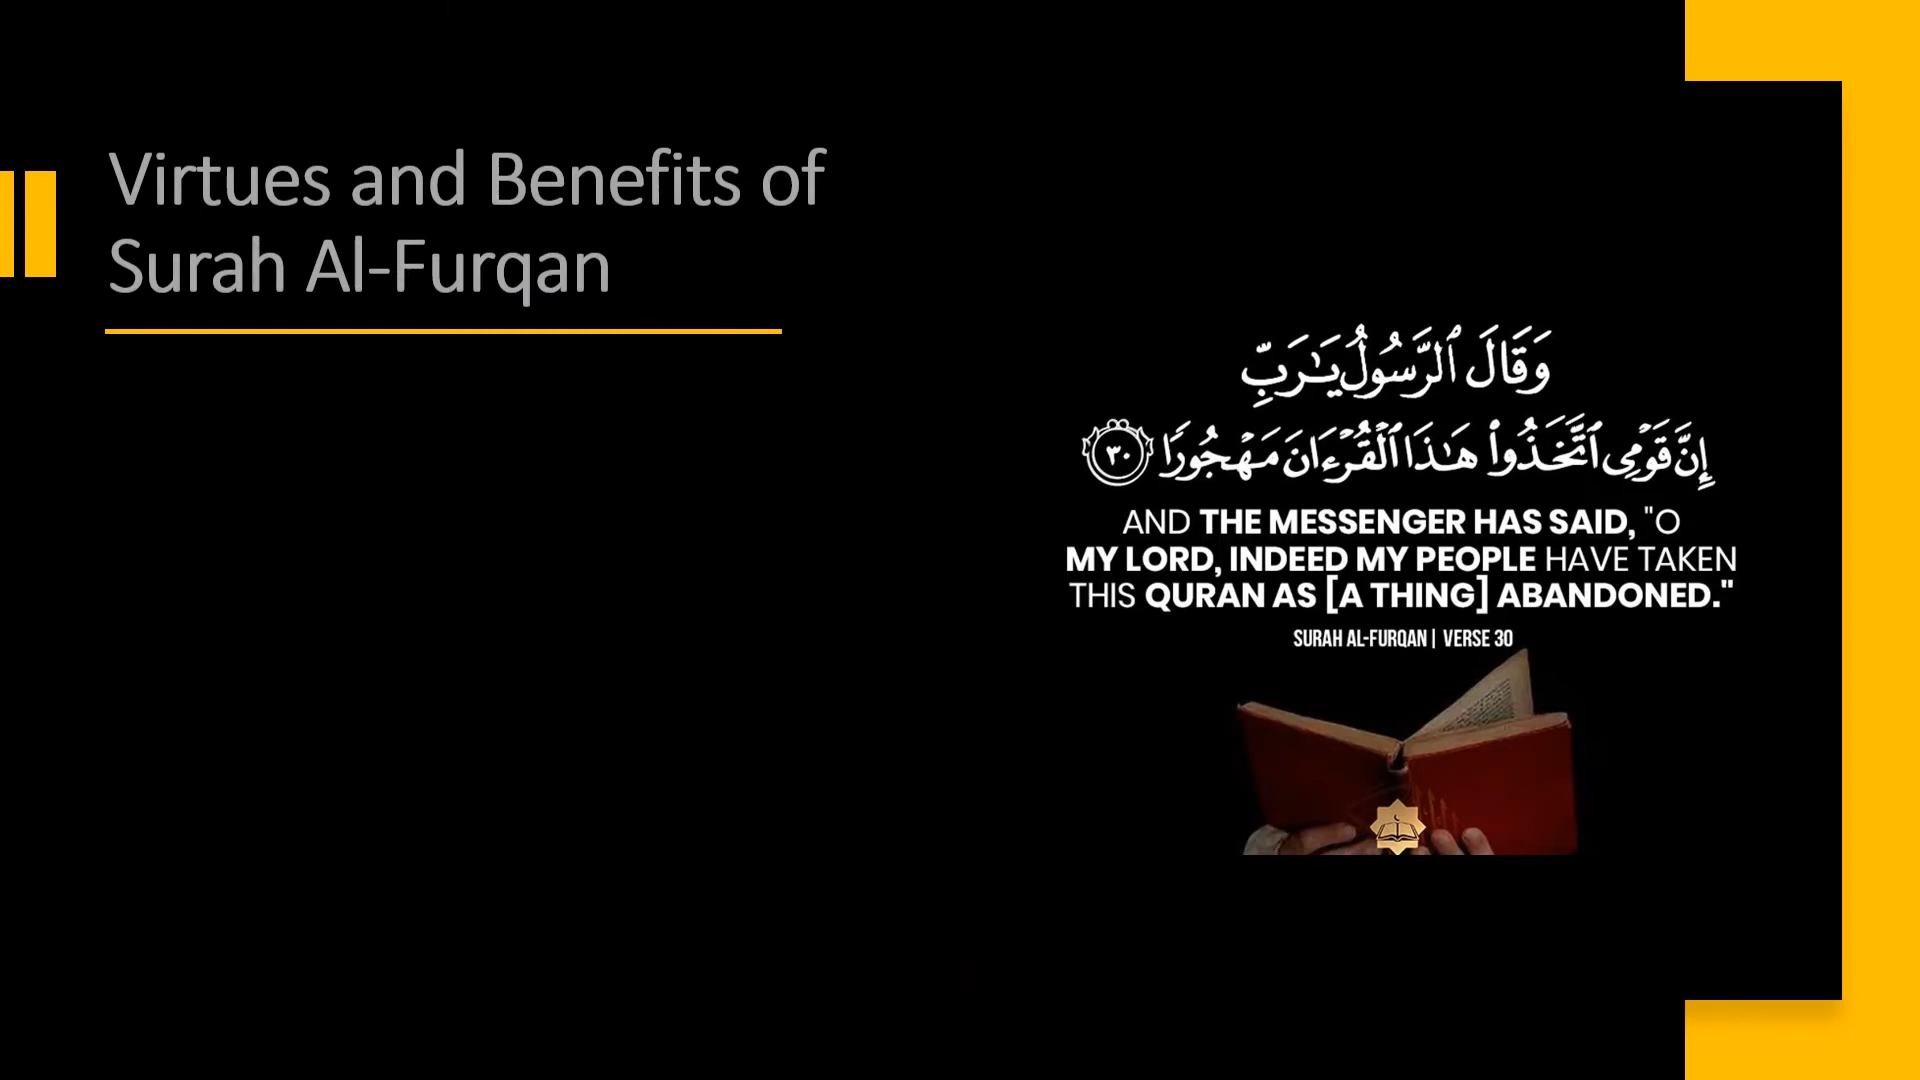 Virtues and Benefits of
Surah Al-Furqan
وَقَالَ ٱلرَّسُولُ يَـٰرَبِّ
إِنَّ قَوْمِى ٱتَّخَذُوا۟ هَـٰذَا ٱلْقُرْءَانَ مَهْجُورًا ٣٠
AND THE MESSENGER HAS SAID, "O
MY LORD, INDEED MY PEOPLE HAVE TAKEN
THIS QURAN AS [A THING] ABANDONED."
SURAH AL-FURQAN | VERSE 30